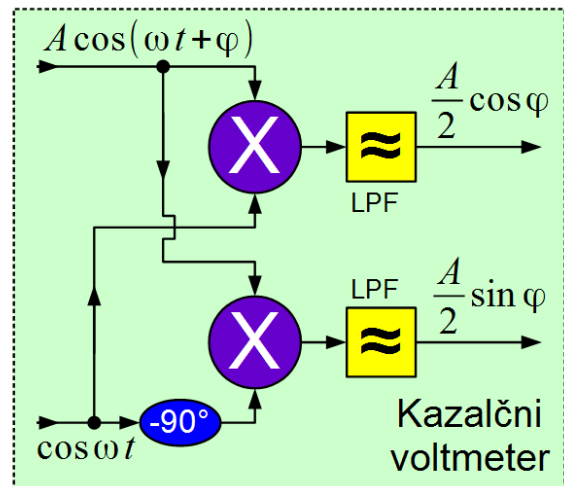 A cos(ωt+φ)
X
≈
LPF
A/2 cos φ
X
LPF
≈
A/2 sin φ
cos ωt
-90°
Kazalčni
voltmeter